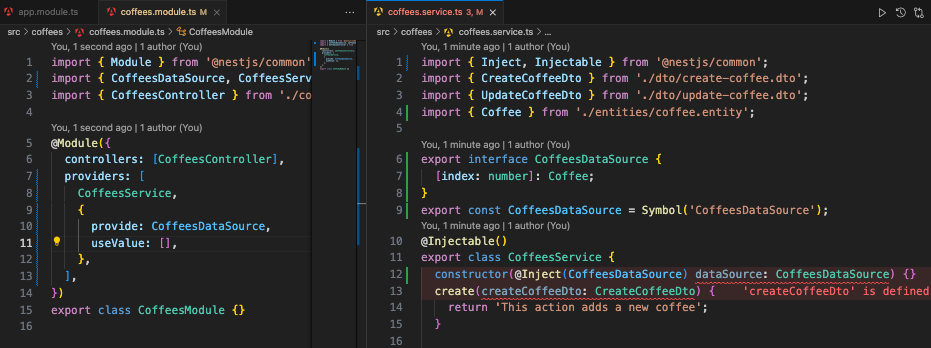 app.module.ts
coffees.module.ts M ×
...
src > coffees > coffees.module.ts > CoffeesModule
You, 1 second ago | 1 author (You)
1 import { Module } from '@nestjs/common'
2 import { CoffeesDataSource, CoffeesServ
3 import { CoffeesController } from './co
4
You, 1 second ago | 1 author (You)
5 @Module({
6 controllers: [CoffeesController],
7 providers: [
8 CoffeesService,
9 {
10 provide: CoffeesDataSource,
11 useValue: [],
12 },
13 ],
14 })
15 export class CoffeesModule {}
16
coffees.service.ts 3, M ×
src > coffees > coffees.service.ts > ...
You, 1 minute ago | 1 author (You)
1 import { Inject, Injectable } from '@nestjs/common';
2 import { CreateCoffeeDto } from './dto/create-coffee.dto';
3 import { UpdateCoffeeDto } from './dto/update-coffee.dto';
4 import { Coffee } from './entities/coffee.entity';
5
You, 1 minute ago | 1 author (You)
6 export interface CoffeesDataSource {
7 [index: number]: Coffee;
8 }
9 export const CoffeesDataSource = Symbol('CoffeesDataSource');
You, 1 minute ago | 1 author (You)
10 @Injectable()
11 export class CoffeesService {
12 constructor(@Inject(CoffeesDataSource) dataSource: CoffeesDataSource) {}
13 create(createCoffeeDto: CreateCoffeeDto) { 'createCoffeeDto' is defined
14 return 'This action adds a new coffee';
15 }
16